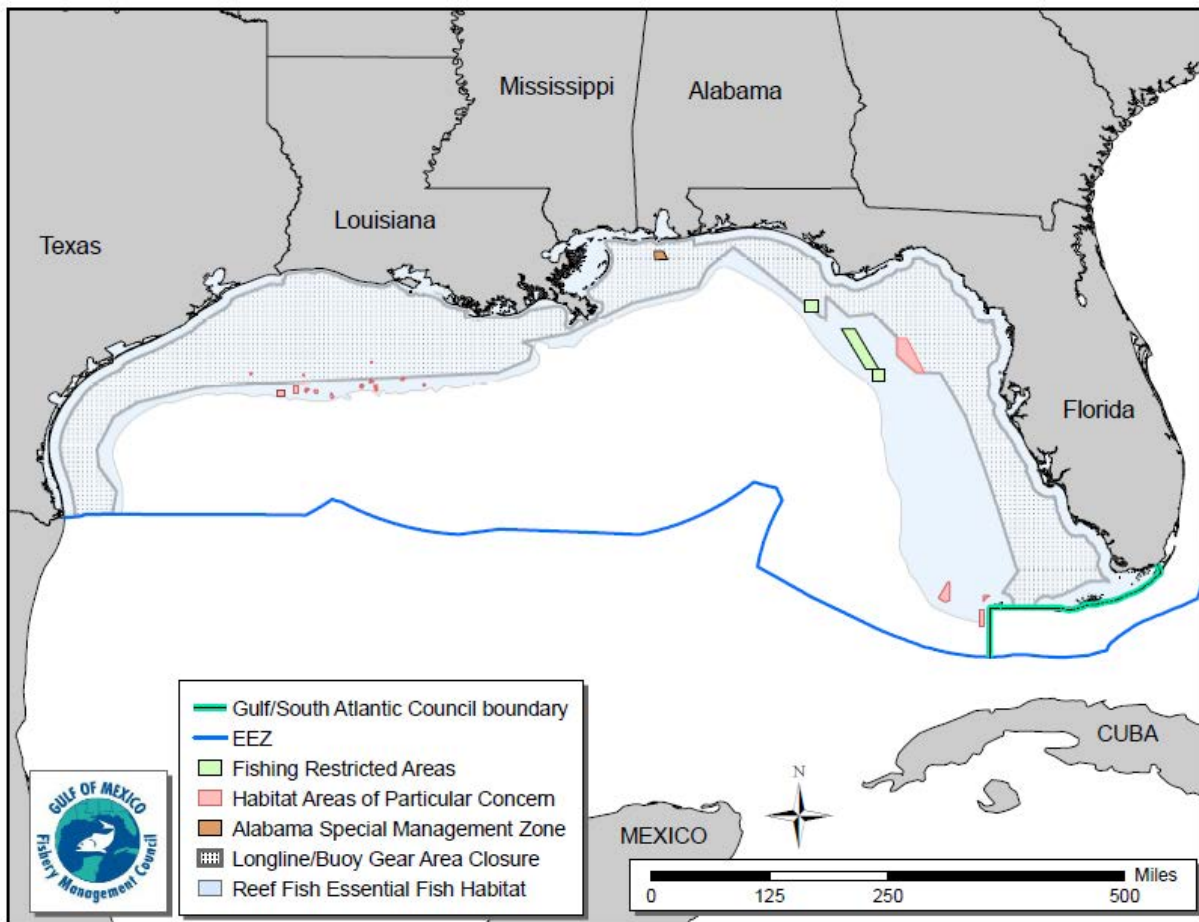 Mississippi
Alabama
Louisiana
Texas
Florida
Gulf/South Atlantic Council boundary
EEZ
Fishing Restricted Areas
Habitat Areas of Particular Concern
Alabama Special Management Zone
Longline/Buoy Gear Area Closure
Reef Fish Essential Fish Habitat
GULF OF MEXICO
Fishery Management Council
N
CUBA
MEXICO
Miles
0 125 250 500